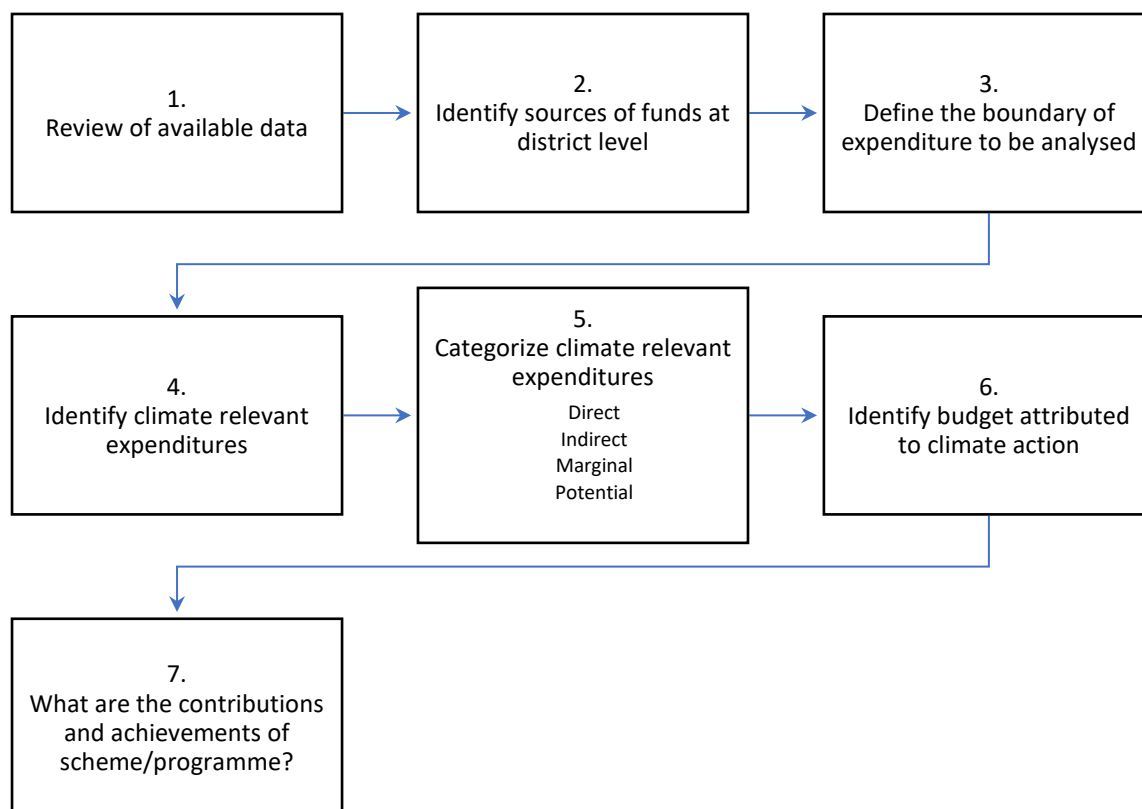 1.
Review of available data
2.
Identify sources of funds at
district level
3.
Define the boundary of
expenditure to be analysed
4.
Identify climate relevant
expenditures
5.
Categorize climate relevant
expenditures
Direct
Indirect
Marginal
Potential
6.
Identify budget attributed
to climate action
7.
What are the contributions
and achievements of
scheme/programme?